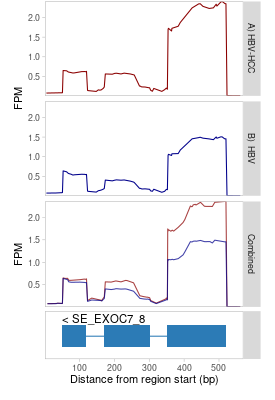 2.0
1.5
1.0
0.5
FPM
A) HBV-HCC
2.0
1.5
1.0
0.5
B) HBV
2.0
1.5
1.0
0.5
FPM
Combined
< SE_EXOC7_8
100 200 300 400 500
Distance from region start (bp)